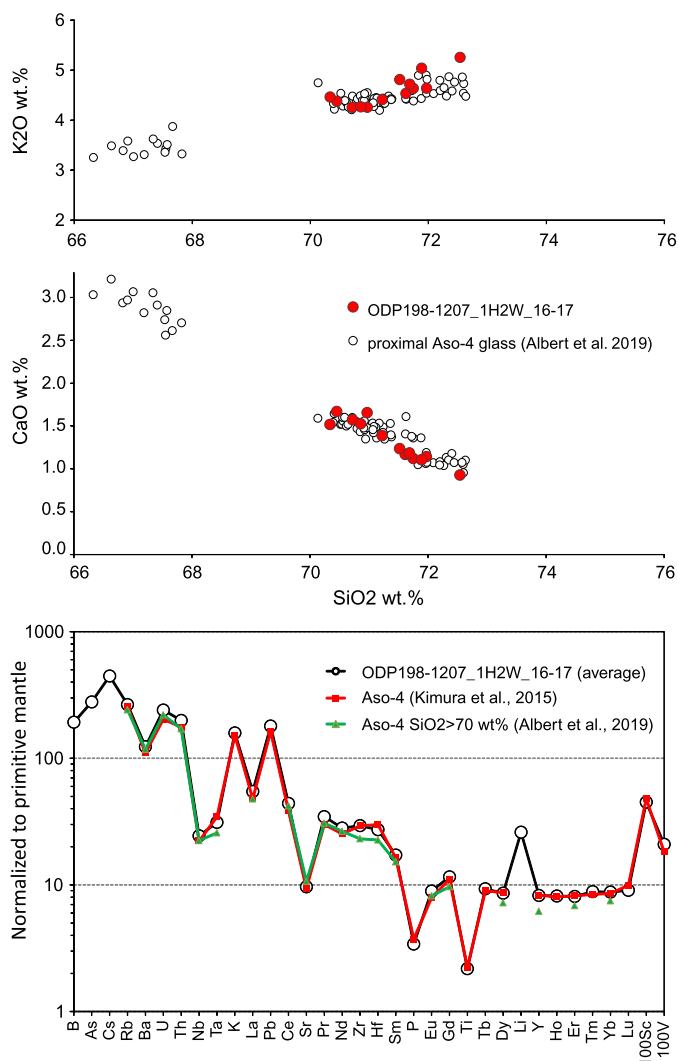 6
5
4
3
2
K2O wt.%
66 68 70 72 74 76
3.0
2.5
2.0
1.5
1.0
0.5
0.0
CaO wt.%
ODP198-1207_1H2W_16-17
proximal Aso-4 glass (Albert et al. 2019)
66 68 70 72 74 76
SiO2 wt.%
1000
100
10
1
Normalized to primitive mantle
ODP198-1207_1H2W_16-17 (average)
Aso-4 (Kimura et al., 2015)
Aso-4 SiO2>70 wt% (Albert et al., 2019)
B As Cs Rb Ba U Th Nb Ta K La Pb Ce Sr Pr Nd Zr Hf Sm P Eu Gd Ti Tb Dy Li Y Ho Er Tm Yb Lu 100Sc 100V